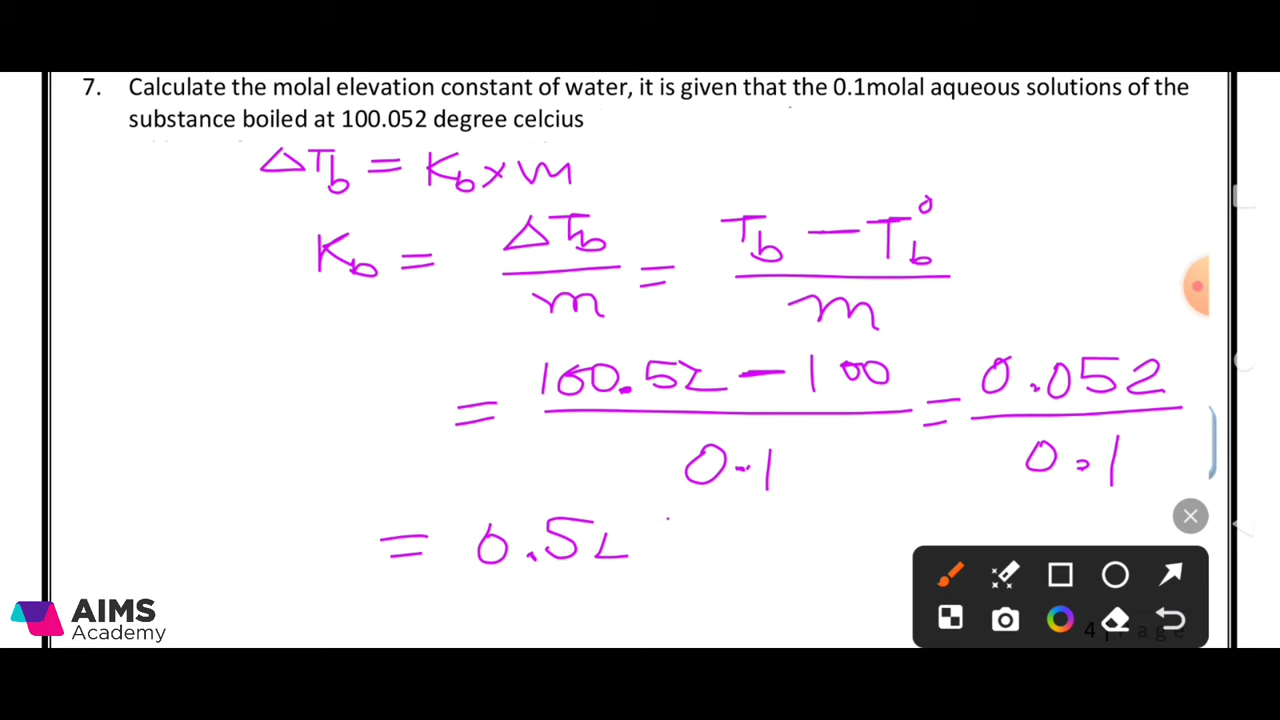 7. Calculate the molal elevation constant of water, it is given that the 0.1molal aqueous solutions of the
substance boiled at 100.052 degree celcius
ΔTb = Kb × m
Kb = ΔTb / m = Tb − Tb° / m
= 100.52 − 100 / 0.1 = 0.052 / 0.1
= 0.52
AIMS
Academy
4 | P a g e